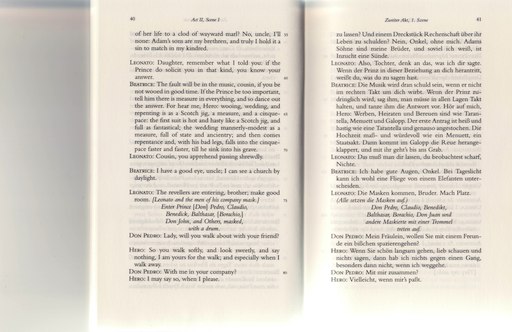 40
Act II, Scene I
of her life to a clod of wayward marl? No, uncle, I'll
none: Adam's sons are my brethren, and truly I hold it a
sin to match in my kindred.
LEONATO: Daughter, remember what I told you: if the
Prince do solicit you in that kind, you know your
answer.
BEATRICE: The fault will be in the music, cousin, if you be
not wooed in good time. If the Prince be too important,
tell him there is measure in everything, and so dance out
the answer. For hear me, Hero: wooing, wedding, and
repenting is as a Scotch jig, a measure, and a cinque-
pace: the first suit is hot and hasty like a Scotch jig, and
full as fantastical; the wedding mannerly-modest as a
measure, full of state and ancientry; and then comes
repentance and, with his bad legs, falls into the cinque-
pace faster and faster, till he sink into his grave.
LEONATO: Cousin, you apprehend passing shrewdly.
BEATRICE: I have a good eye, uncle; I can see a church by
daylight.
LEONATO: The revellers are entering, brother; make good
room. [Leonato and the men of his company mask.]
Enter Prince [Don] Pedro, Claudio,
Benedick, Balthasar, [Borachio,]
Don John, and Others, masked,
with a drum.
DON PEDRO: Lady, will you walk about with your friend?
HERO: So you walk softly, and look sweetly, and say
nothing, I am yours for the walk; and especially when I
walk away.
DON PEDRO: With me in your company?
HERO: I may say so, when I please.
Zweiter Akt, 1. Szene
41
zu lassen? Und einem Dreckstück Rechenschaft über ihr
Leben zu schulden? Nein, Onkel, ohne mich. Adams
Söhne sind meine Brüder, und soviel ich weiß, ist
Inzucht eine Sünde.
LEONATO: Also, Tochter, denk an das, was ich dir sagte.
Wenn der Prinz in dieser Beziehung an dich herantritt,
weißt du, was du zu sagen hast.
BEATRICE: Die Musik wird dran schuld sein, wenn er nicht
im rechten Takt um dich wirbt. Wenn der Prinz zu-
dringlich wird, sag ihm, man müsse in allen Lagen Takt
halten, und tanze ihm die Antwort vor. Hör auf mich,
Hero: Werben, Heiraten und Bereuen sind wie Taran-
tella, Menuett und Galopp. Der erste Antrag ist heiß und
hastig wie eine Tarantella und genauso
Hochzeit maß- und würdevoll wie ein Menuett, ein
Staatsakt. Dann kommt im Galopp die Reue
klappert, und mit ihr geht's bis ans Grab.
LEONATO: Das muß man dir lassen, du beobachtest scharf,
Nichte.
BEATRICE: Ich habe gute Augen, Onkel. Bei Tageslicht
kann ich wohl eine Fliege von einem Elefanten unter-
scheiden.
LEONATO: Die Masken kommen, Bruder. Mach Platz.
(Alle setzen die Masken auf.)
Don Pedro, Claudio, Benedikt,
Balthasar, Borachio, Don Juan und
andere Maskierte mit einer Trommel
treten auf.
DON PEDRO: Mein Fräulein, wollen Sie mit einem Freun-
de ein bißchen spazierengehen?
HERO: Wenn Sie schön langsam gehen, lieb schauen und
nichts sagen, dann hab ich nichts gegen einen Gang,
besonders dann nicht, wenn ich weggehe.
DON PEDRO: Mit mir zusammen?
HERO: Vielleicht, wenn mir's paßt.